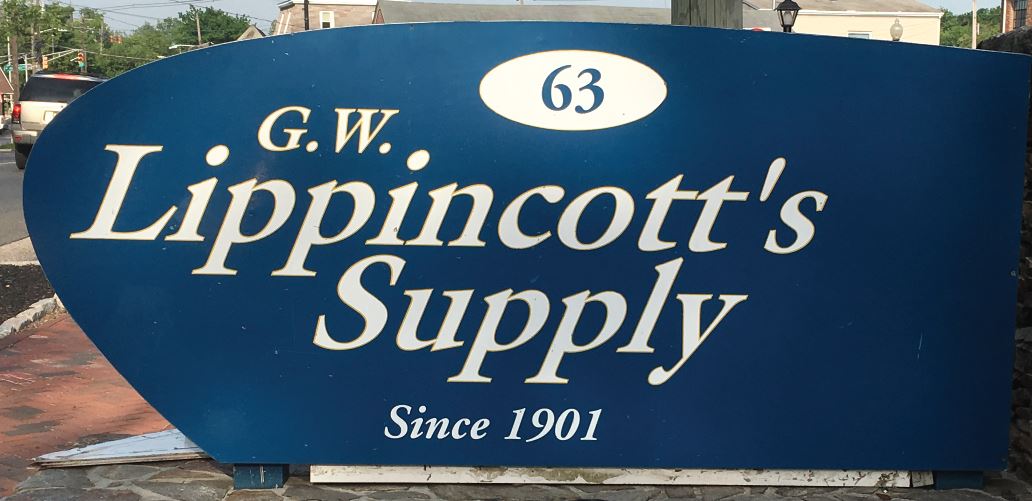 63
G.W.
Lippincott's
Supply
Since 1901